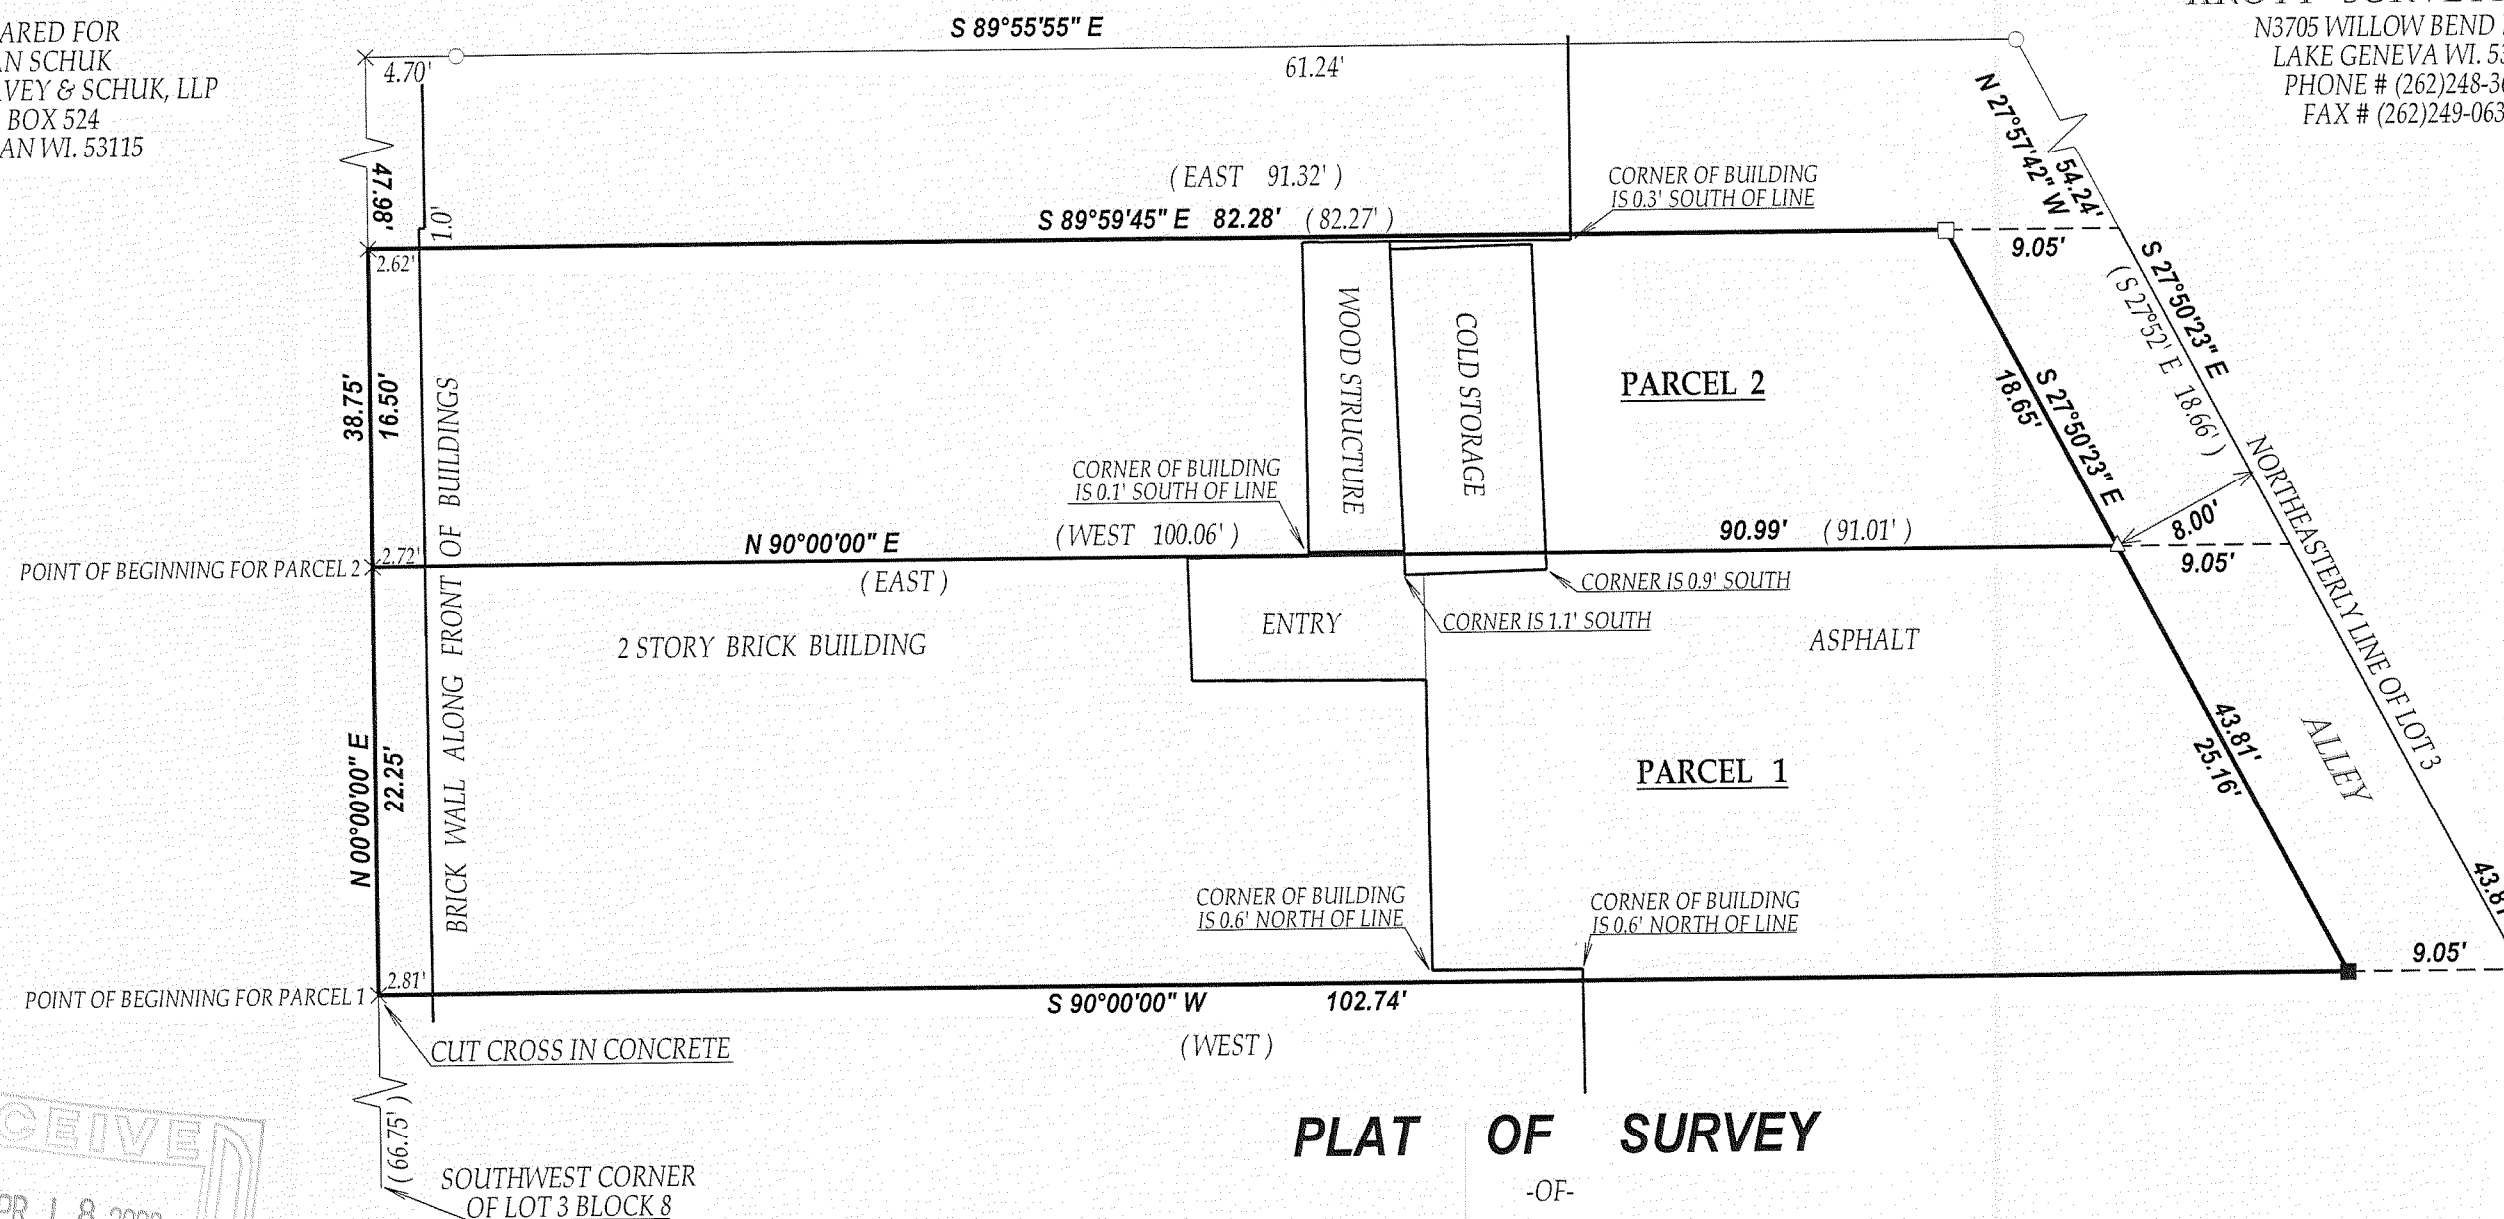 ARED FOR
AN SCHUK
VEY & SCHUK, LLP
BOX 524
AN WI. 53115
S 89°55'55" E
4.70'
61.24'
N3705 WILLOW BEND
LAKE GENEVA WI. 53
PHONE # (262)248-3
FAX # (262)249-063
N 27°57'42" W
54.24'
47.98'
1.0'
( EAST 91.32' )
S 89°59'45" E 82.28' ( 82.27' )
CORNER OF BUILDING
IS 0.3' SOUTH OF LINE
9.05'
2.62'
S 27°50'23" E
( S 27°52' E 18.66' )
38.75'
16.50'
BRICK WALL ALONG FRONT OF BUILDINGS
WOOD STRUCTURE
COLD STORAGE
PARCEL 2
S 27°50'23" E
18.65'
NORTHEASTERLY LINE OF LOT 3
CORNER OF BUILDING
IS 0.1' SOUTH OF LINE
N 90°00'00" E
( WEST 100.06' )
90.99' ( 91.01' )
8.00'
9.05'
POINT OF BEGINNING FOR PARCEL 2
2.72'
( EAST )
CORNER IS 0.9' SOUTH
CORNER IS 1.1' SOUTH
ENTRY
2 STORY BRICK BUILDING
ASPHALT
N 00°00'00" E
22.25'
PARCEL 1
43.81'
25.16'
ALLEY
43.81
CORNER OF BUILDING
IS 0.6' NORTH OF LINE
CORNER OF BUILDING
IS 0.6' NORTH OF LINE
9.05'
2.81'
POINT OF BEGINNING FOR PARCEL 1
S 90°00'00" W 102.74'
( WEST )
CUT CROSS IN CONCRETE
( 66.75' )
PLAT OF SURVEY
-OF-
SOUTHWEST CORNER
OF LOT 3 BLOCK 8
CEIVE
PR 1 8